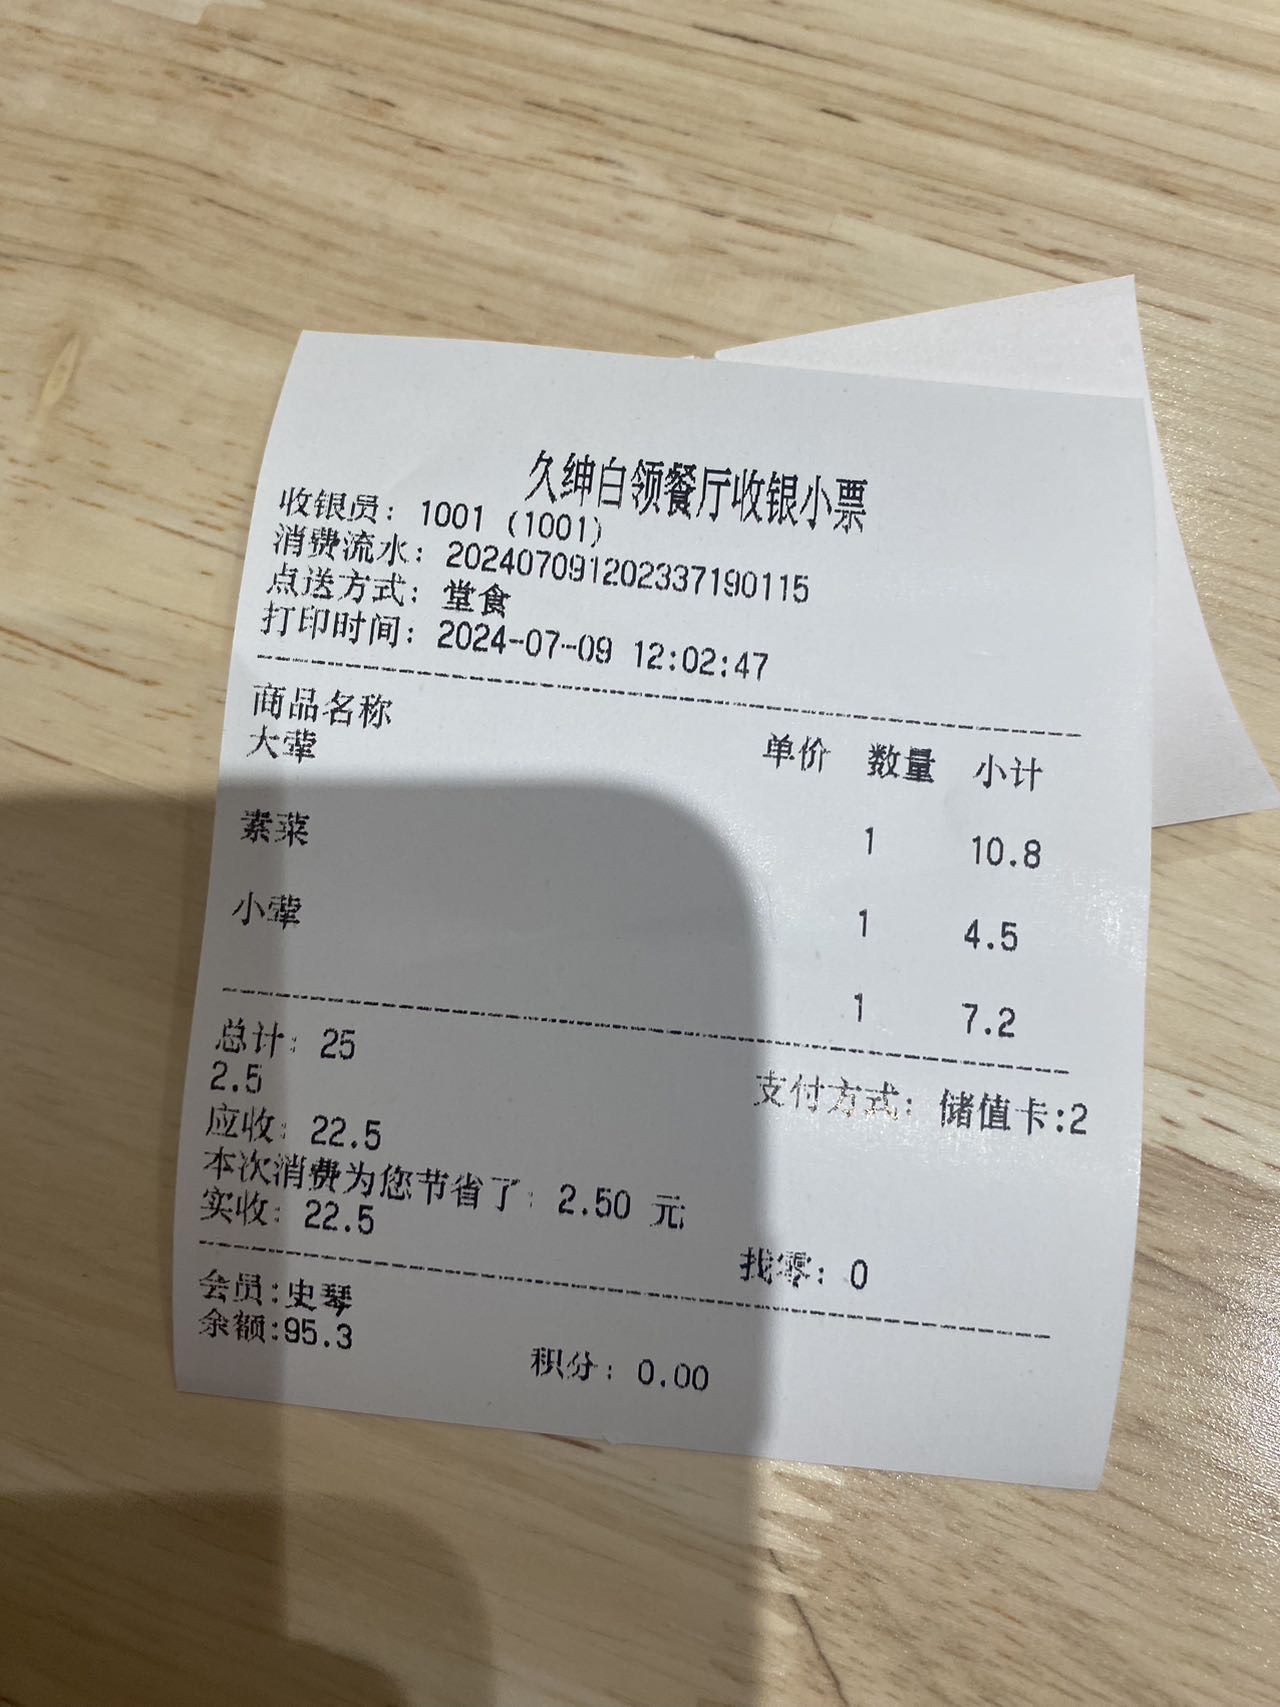 久绅白领餐厅收银小票
收银员：1001 (1001)
消费流水：20240709120233719​0115
点送方式：堂食
打印时间：2024-07-09 12:02:47
商品名称 单价 数量 小计
大荤
1 10.8
素菜
1 4.5
小荤
1 7.2
总计：25 支付方式：储值卡:2
2.5
应收：22.5
本次消费为您节省了：2.50 元
实收：22.5 找零：0
会员:史琴
余额:95.3 积分：0.00